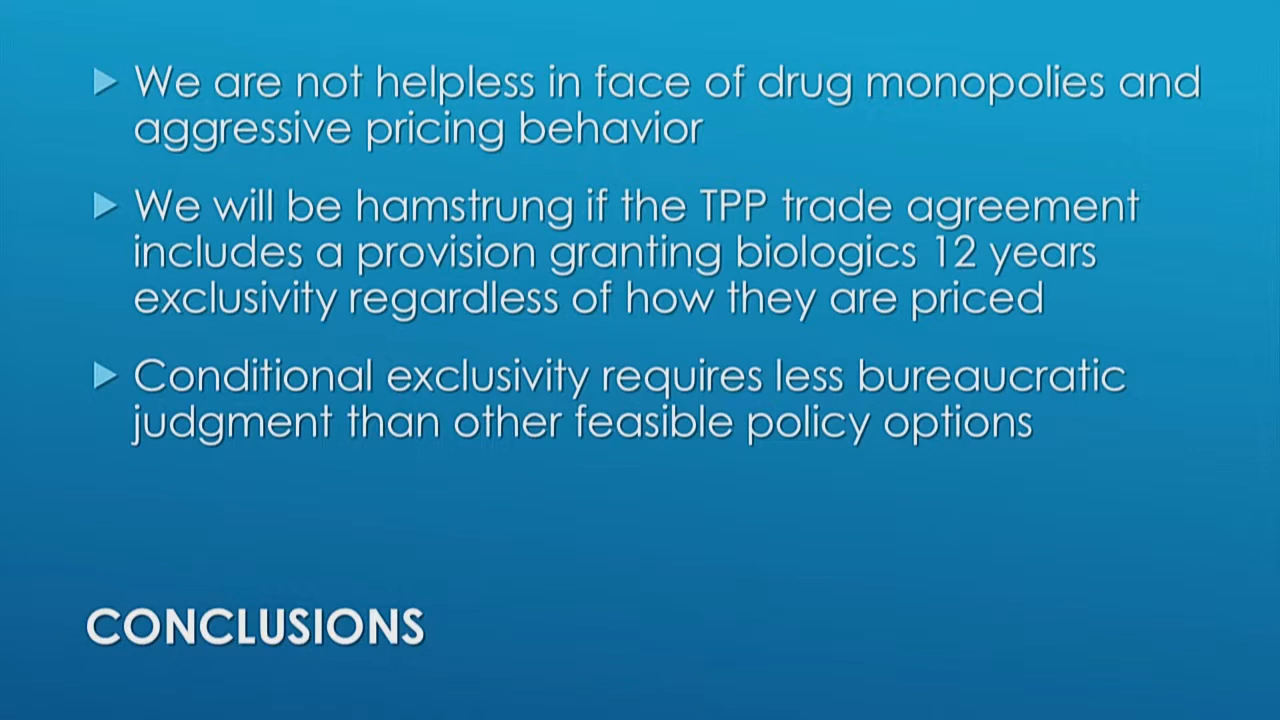 We are not helpless in face of drug monopolies and
aggressive pricing behavior
We will be hamstrung if the TPP trade agreement
includes a provision granting biologics 12 years
exclusivity regardless of how they are priced
Conditional exclusivity requires less bureaucratic
judgment than other feasible policy options
CONCLUSIONS